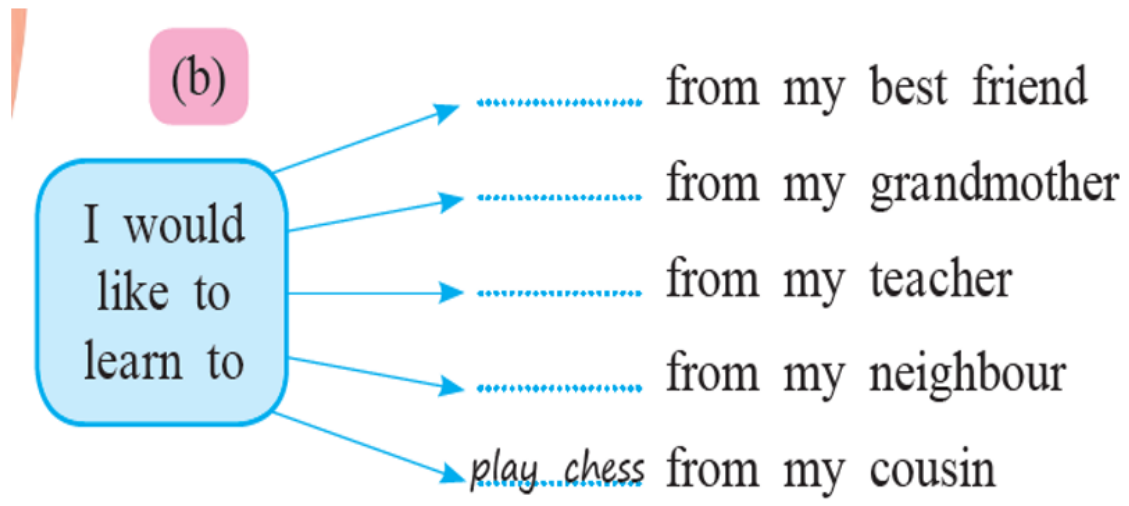 (b)
I would
like to
learn to
.................. from my best friend
.................. from my grandmother
.................. from my teacher
.................. from my neighbour
play chess from my cousin